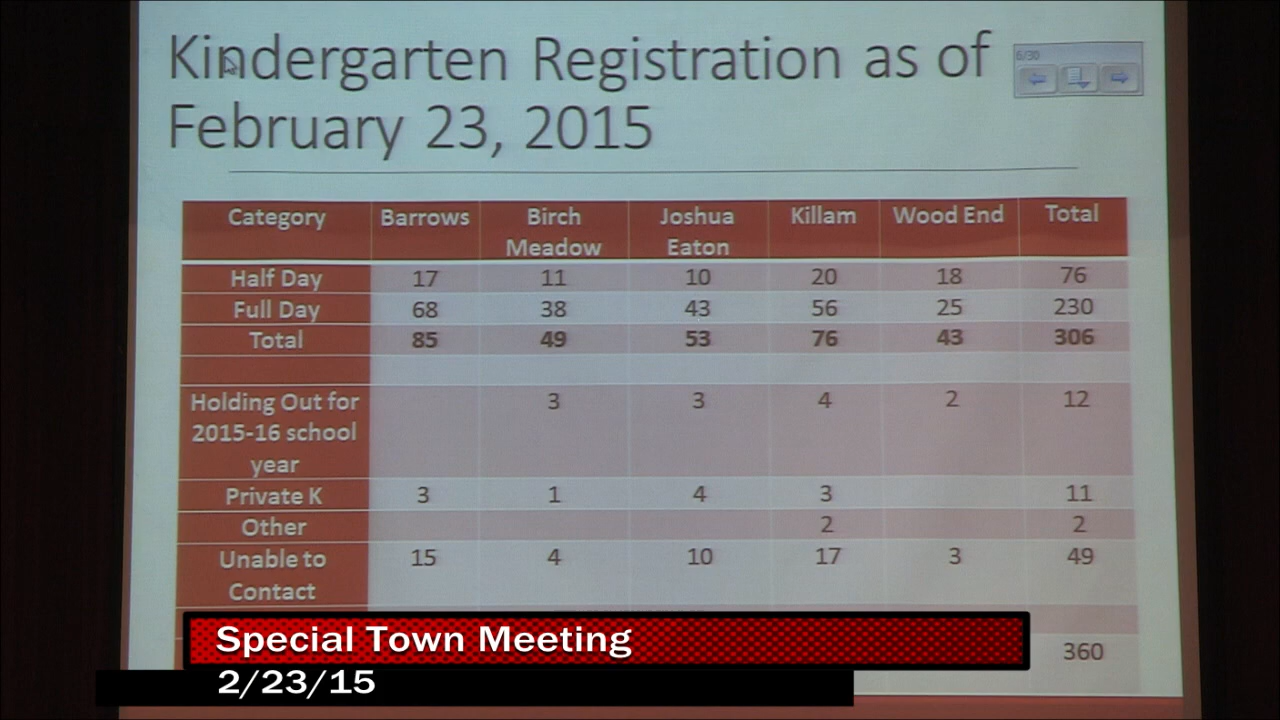 Kindergarten Registration as of
February 23, 2015
6/30
Category Barrows Birch Meadow Joshua Eaton Killam Wood End Total
Half Day 17 11 10 20 18 76
Full Day 68 38 43 56 25 230
Total 85 49 53 76 43 306
Holding Out for 2015-16 school year 3 3 4 2 12
Private K 3 1 4 3 11
Other 2 2
Unable to Contact 15 4 10 17 3 49
360
Special Town Meeting
2/23/15